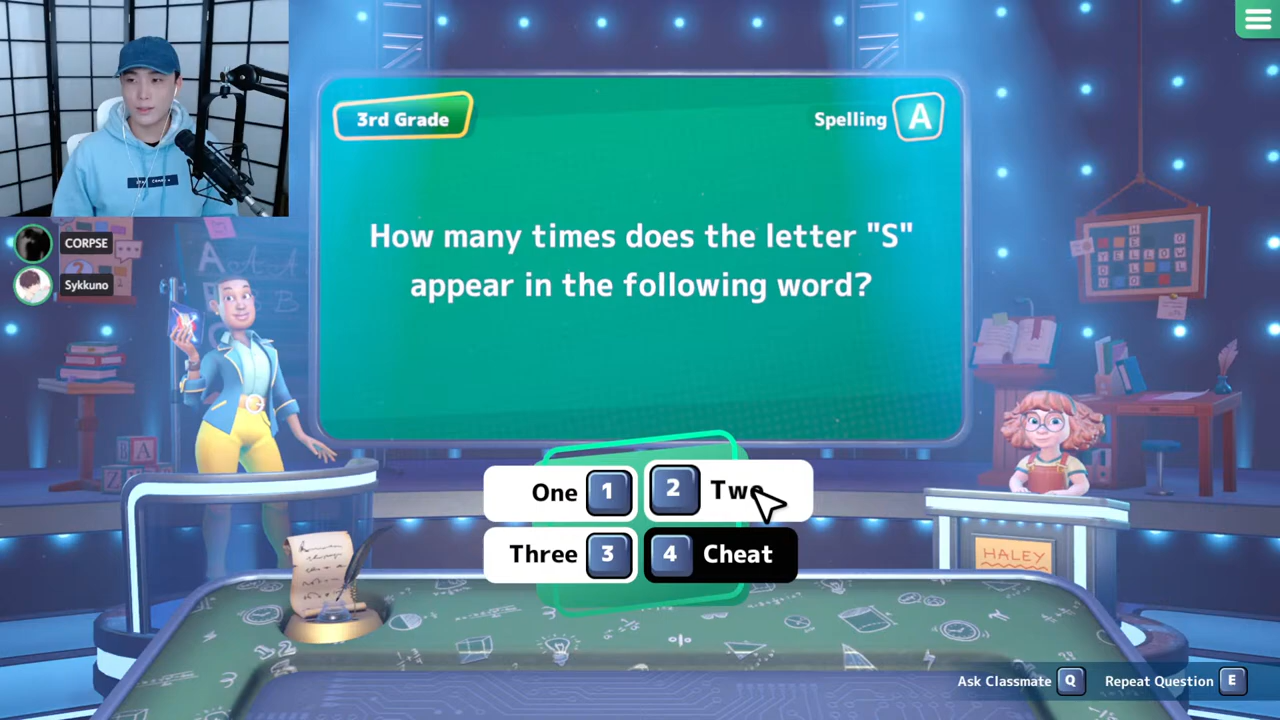 3rd Grade
Spelling A
How many times does the letter "S"
appear in the following word?
CORPSE
Sykkuno
One 1
2 Two
Three 3
4 Cheat
HALEY
Ask Classmate Q
Repeat Question E